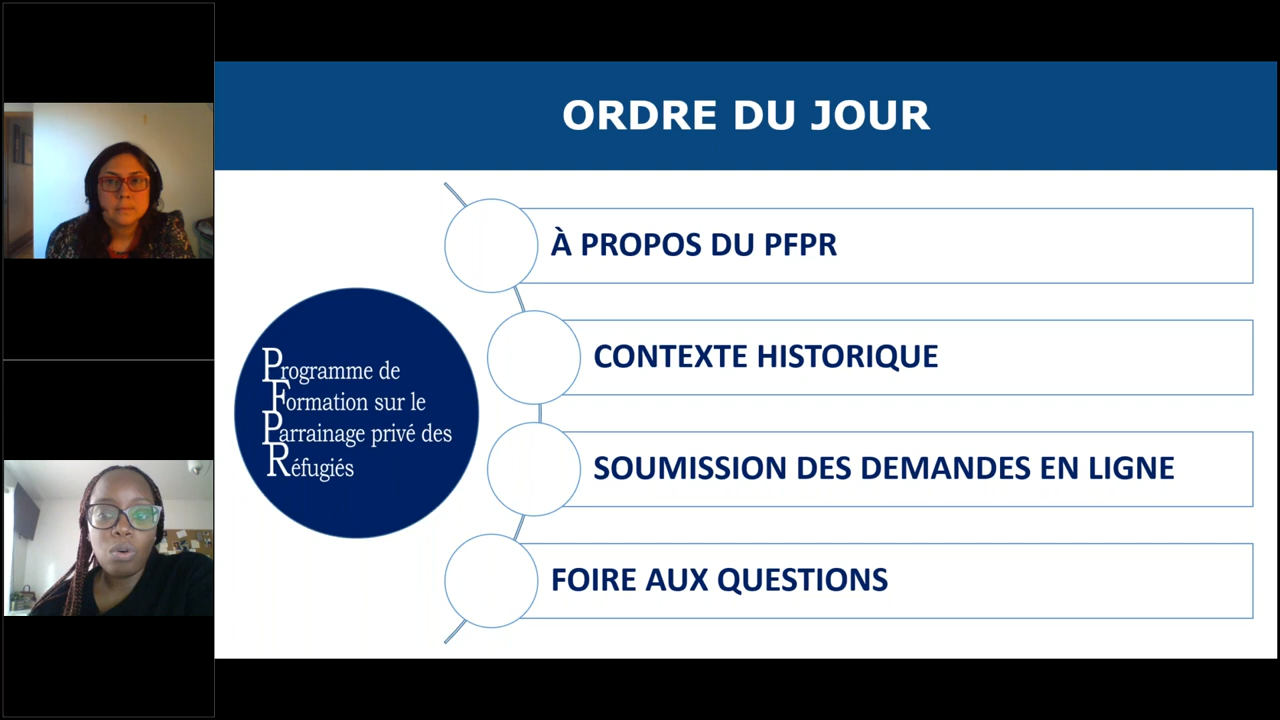 ORDRE DU JOUR
À PROPOS DU PFPR
CONTEXTE HISTORIQUE
Programme de
Formation sur le
Parrainage privé des
Réfugiés
SOUMISSION DES DEMANDES EN LIGNE
FOIRE AUX QUESTIONS